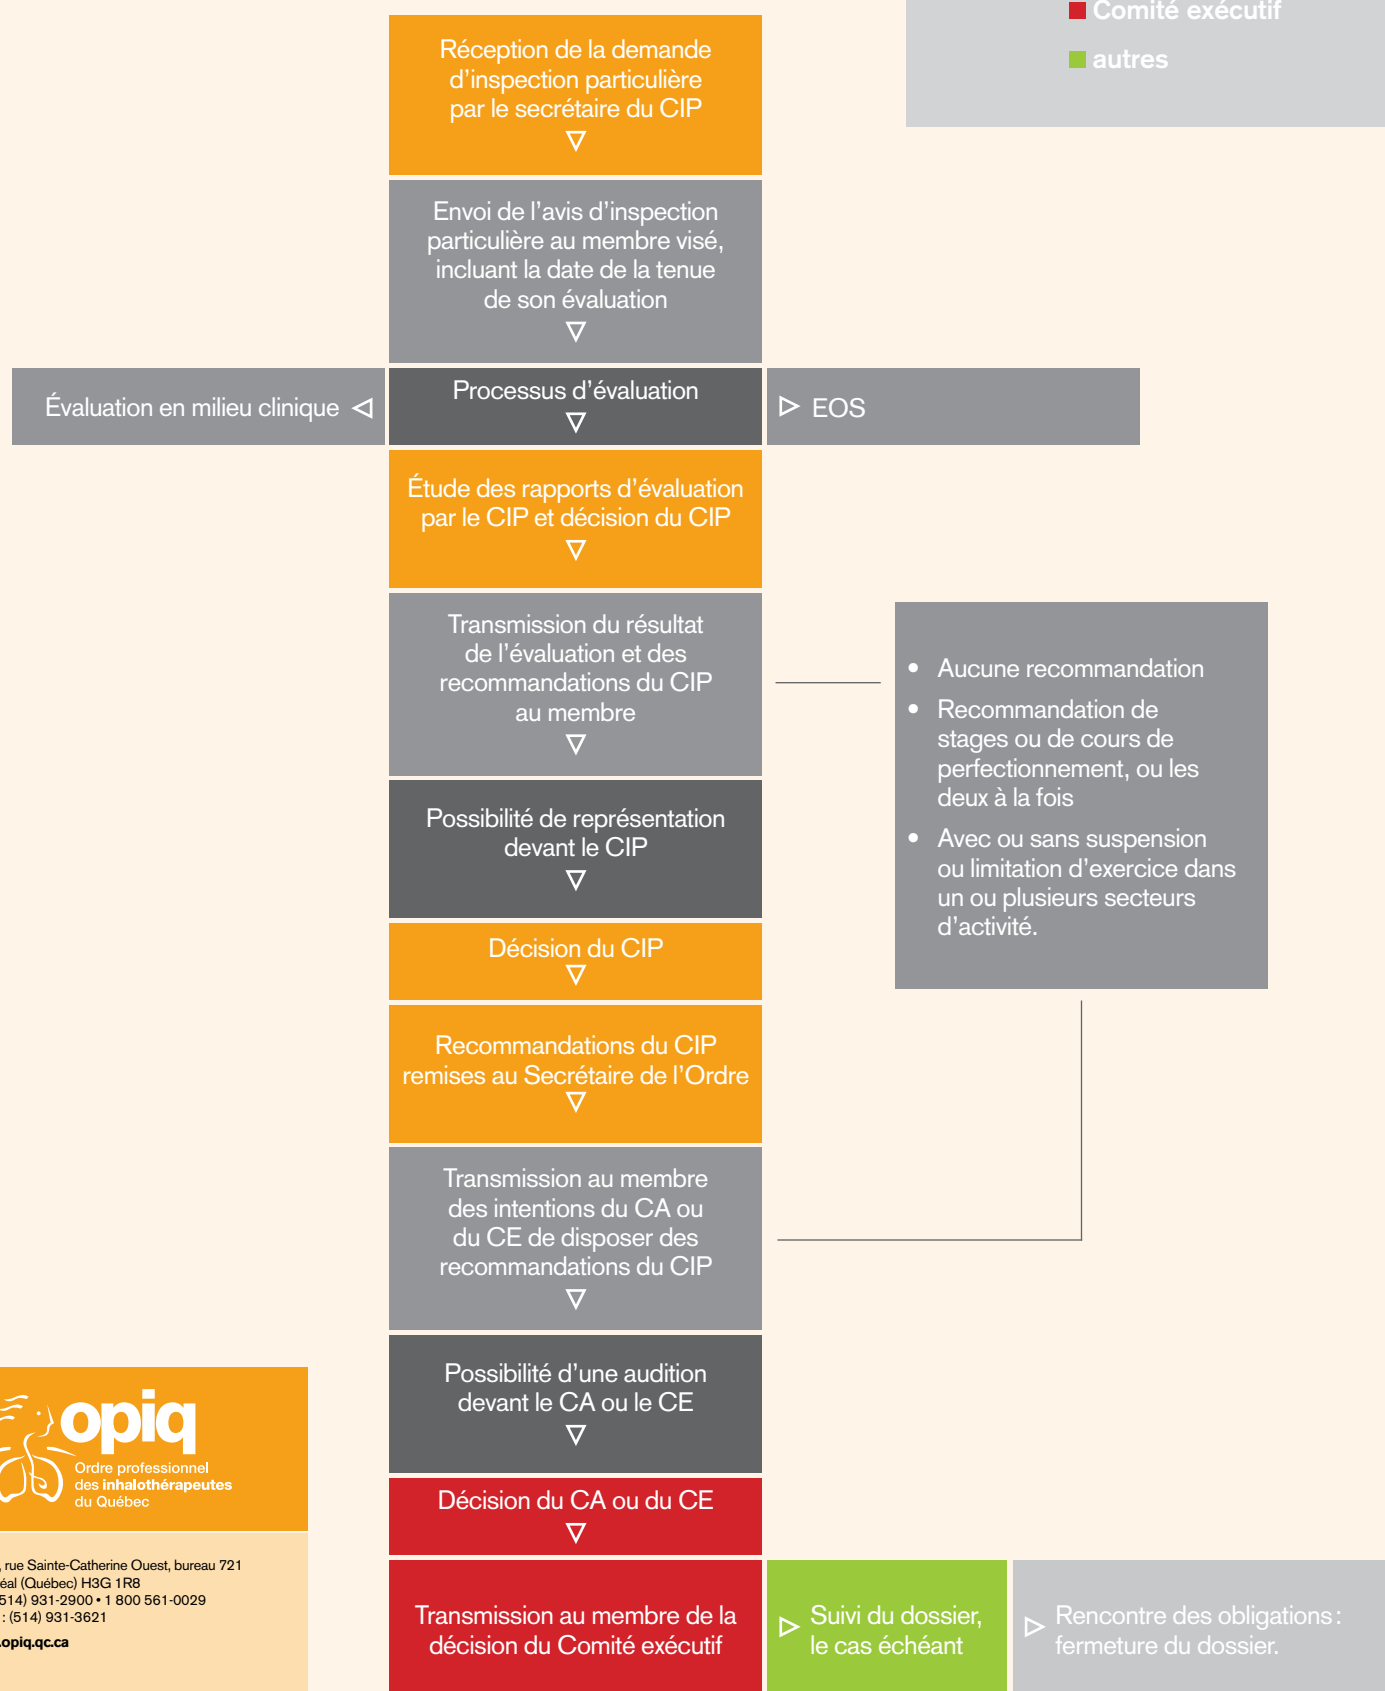 Comité exécutif
autres
Réception de la demande
d’inspection particulière
par le secrétaire du CIP
Envoi de l’avis d’inspection
particulière au membre visé,
incluant la date de la tenue
de son évaluation
Évaluation en milieu clinique
Processus d’évaluation
EOS
Étude des rapports d’évaluation
par le CIP et décision du CIP
Transmission du résultat
de l’évaluation et des
recommandations du CIP
au membre
• Aucune recommandation
• Recommandation de
stages ou de cours de
perfectionnement, ou les
deux à la fois
• Avec ou sans suspension
ou limitation d’exercice dans
un ou plusieurs secteurs
d’activité.
Possibilité de représentation
devant le CIP
Décision du CIP
Recommandations du CIP
remises au Secrétaire de l’Ordre
Transmission au membre
des intentions du CA ou
du CE de disposer des
recommandations du CIP
Possibilité d’une audition
devant le CA ou le CE
Décision du CA ou du CE
Transmission au membre de la
décision du Comité exécutif
Suivi du dossier,
le cas échéant
Rencontre des obligations :
fermeture du dossier.
opiq
Ordre professionnel
des inhalothérapeutes
du Québec
, rue Sainte-Catherine Ouest, bureau 721
(Québec) H3G 1R8
514) 931-2900 • 1 800 561-0029
: (514) 931-3621
.opiq.qc.ca